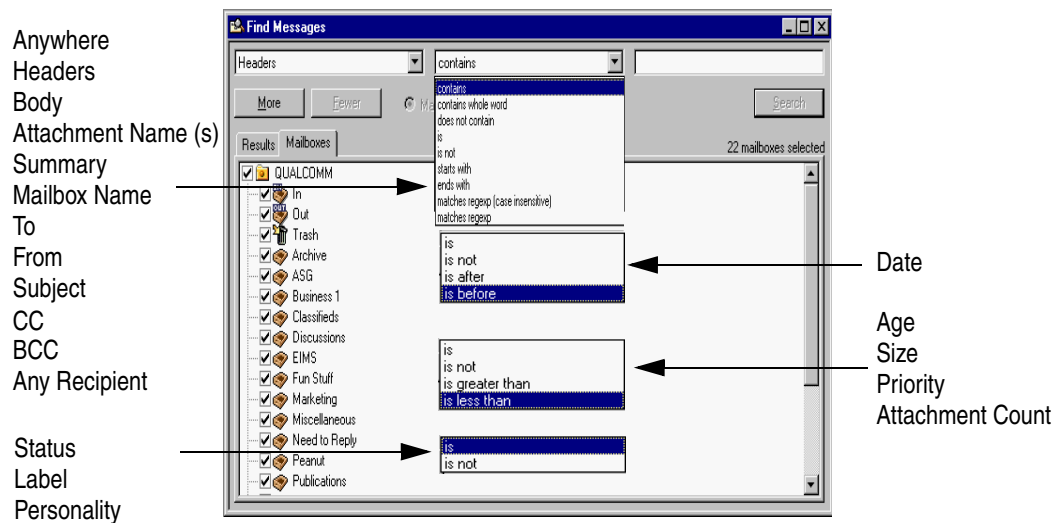 Anywhere
Headers
Body
Attachment Name (s)
Summary
Mailbox Name
To
From
Subject
CC
BCC
Any Recipient
Status
Label
Personality
Find Messages
Headers
contains
contains
contains whole word
does not contain
is
is not
starts with
ends with
matches regexp (case insensitive)
matches regexp
More
Fewer
Ma
Search
Results
Mailboxes
22 mailboxes selected
QUALCOMM
In
Out
Trash
Archive
ASG
Business 1
Classifieds
Discussions
EIMS
Fun Stuff
Marketing
Miscellaneous
Need to Reply
Peanut
Publications
is
is not
is after
is before
is
is not
is greater than
is less than
is
is not
Date
Age
Size
Priority
Attachment Count